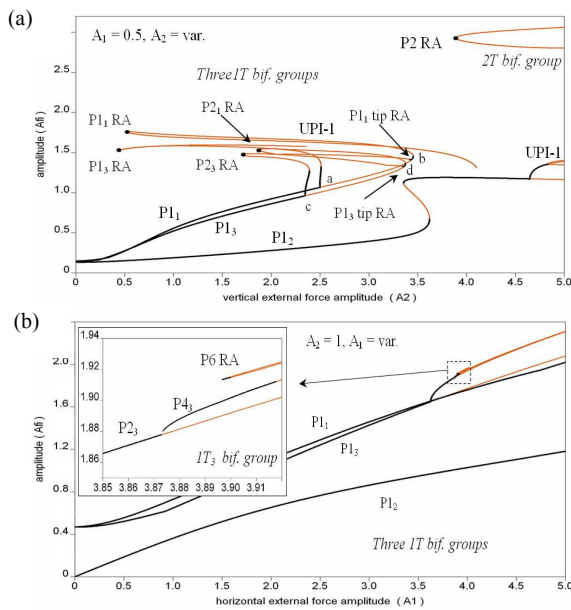 (a)
A₁ = 0.5, A₂ = var.
P2 RA
Three1T bif. groups
2T bif. group
P2₁ RA
P1₁ tip RA
P1₁ RA
UPI-1
b
UPI-1
P1₃ RA
P2₃ RA
d
a
P1₃ tip RA
c
P1₁
P1₃
P1₂
amplitude ( Afi )
2.5
2.0
1.5
1.0
0.5
0
0 0.5 1.0 1.5 2.0 2.5 3.0 3.5 4.0 4.5 5.0
vertical external force amplitude ( A2 )
(b)
1.94
1.92
1.90
1.88
1.86
P6 RA
P4₃
P2₃
1T₃ bif. group
3.85 3.86 3.87 3.88 3.89 3.90 3.91
A₂ = 1, A₁ = var.
P1₁
P1₃
P1₂
Three 1T bif. groups
amplitude (Afi)
2.0
1.6
1.2
0.8
0.4
0
0 0.5 1.0 1.5 2.0 2.5 3.0 3.5 4.0 4.5 5.0
horizontal external force amplitude ( A1 )